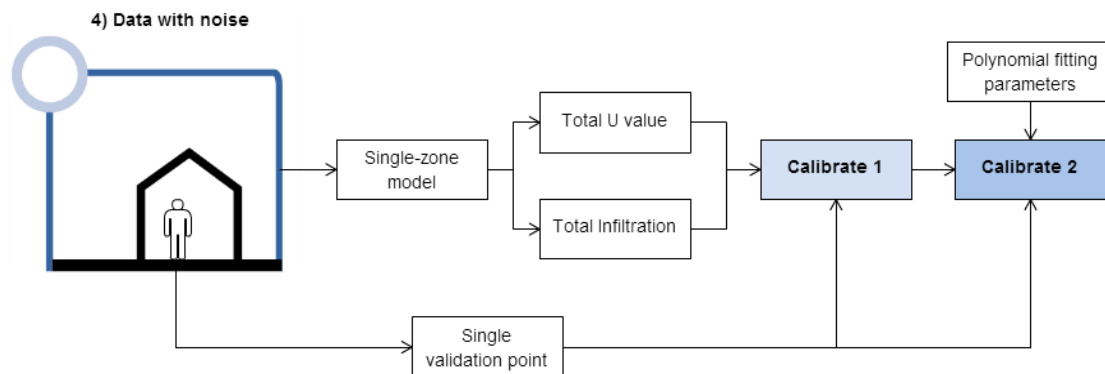 4) Data with noise
Polynomial fitting
parameters
Total U value
Single-zone
model
Calibrate 1
Calibrate 2
Total Infiltration
Single
validation point